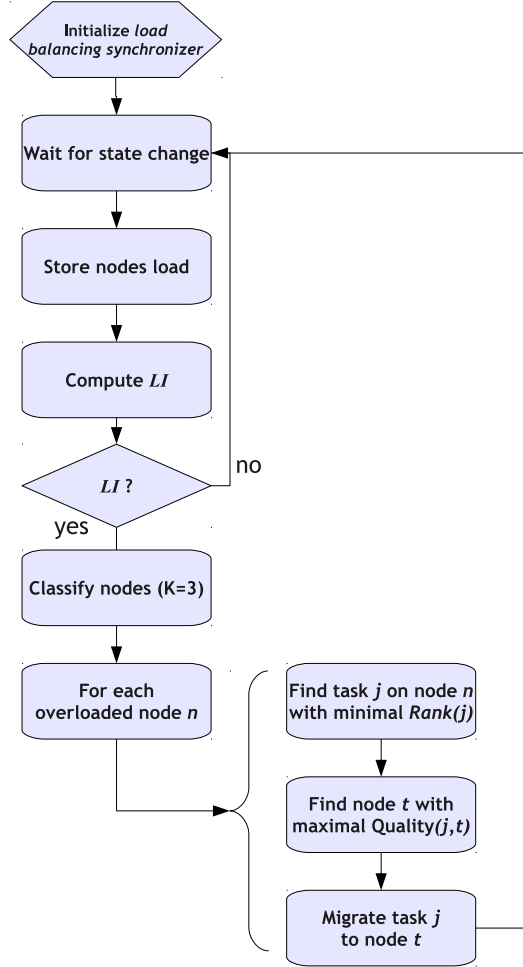 Initialize load
balancing synchronizer
Wait for state change
Store nodes load
Compute LI
LI ?
no
yes
Classify nodes (K=3)
For each
overloaded node n
Find task j on node n
with minimal Rank(j)
Find node t with
maximal Quality(j,t)
Migrate task j
to node t